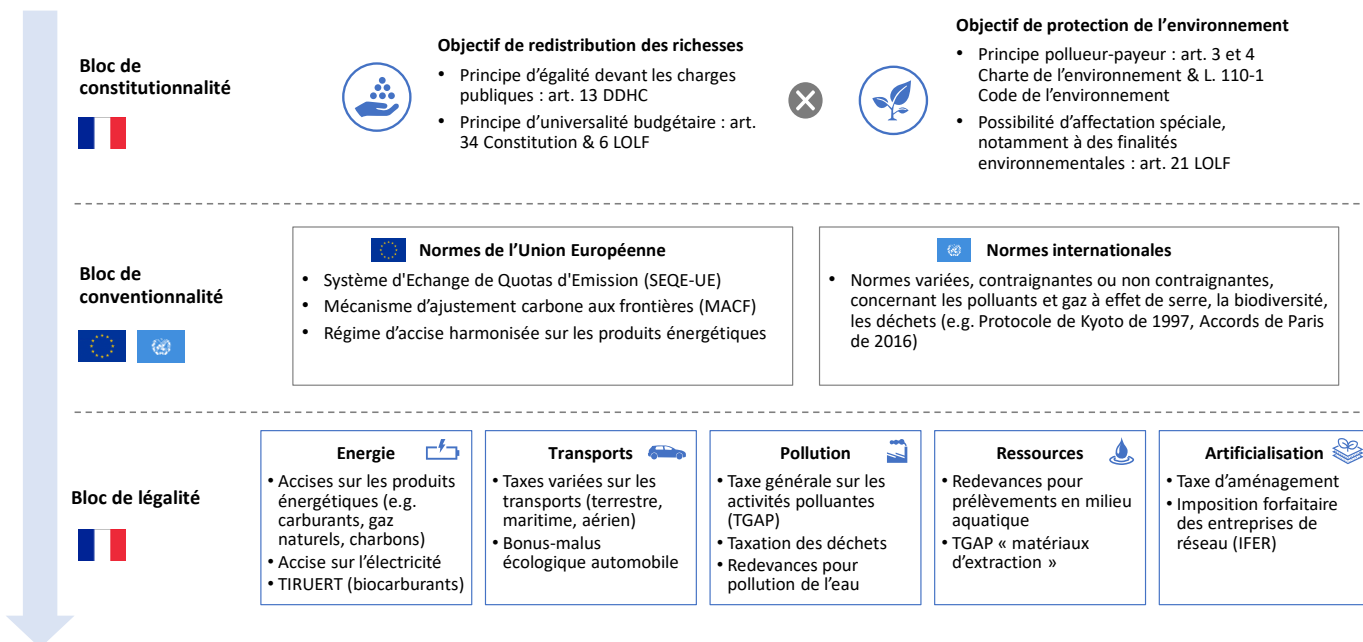 Bloc de
constitutionnalité
Objectif de redistribution des richesses
• Principe d'égalité devant les charges
publiques : art. 13 DDHC
• Principe d'universalité budgétaire : art.
34 Constitution & 6 LOLF
Objectif de protection de l'environnement
• Principe pollueur-payeur : art. 3 et 4
Charte de l'environnement & L. 110-1
Code de l'environnement
• Possibilité d'affectation spéciale,
notamment à des finalités
environnementales : art. 21 LOLF
Bloc de
conventionnalité
Normes de l'Union Européenne
• Système d'Echange de Quotas d'Emission (SEQE-UE)
• Mécanisme d'ajustement carbone aux frontières (MACF)
• Régime d'accise harmonisée sur les produits énergétiques
Normes internationales
• Normes variées, contraignantes ou non contraignantes,
concernant les polluants et gaz à effet de serre, la biodiversité,
les déchets (e.g. Protocole de Kyoto de 1997, Accords de Paris
de 2016)
Bloc de légalité
Energie
• Accises sur les produits
énergétiques (e.g.
carburants, gaz
naturels, charbons)
• Accise sur l'électricité
• TIRUERT (biocarburants)
Transports
• Taxes variées sur les
transports (terrestre,
maritime, aérien)
• Bonus-malus
écologique automobile
Pollution
• Taxe générale sur les
activités polluantes
(TGAP)
• Taxation des déchets
• Redevances pour
pollution de l'eau
Ressources
• Redevances pour
prélèvements en milieu
aquatique
• TGAP « matériaux
d'extraction »
Artificialisation
• Taxe d'aménagement
• Imposition forfaitaire
des entreprises de
réseau (IFER)